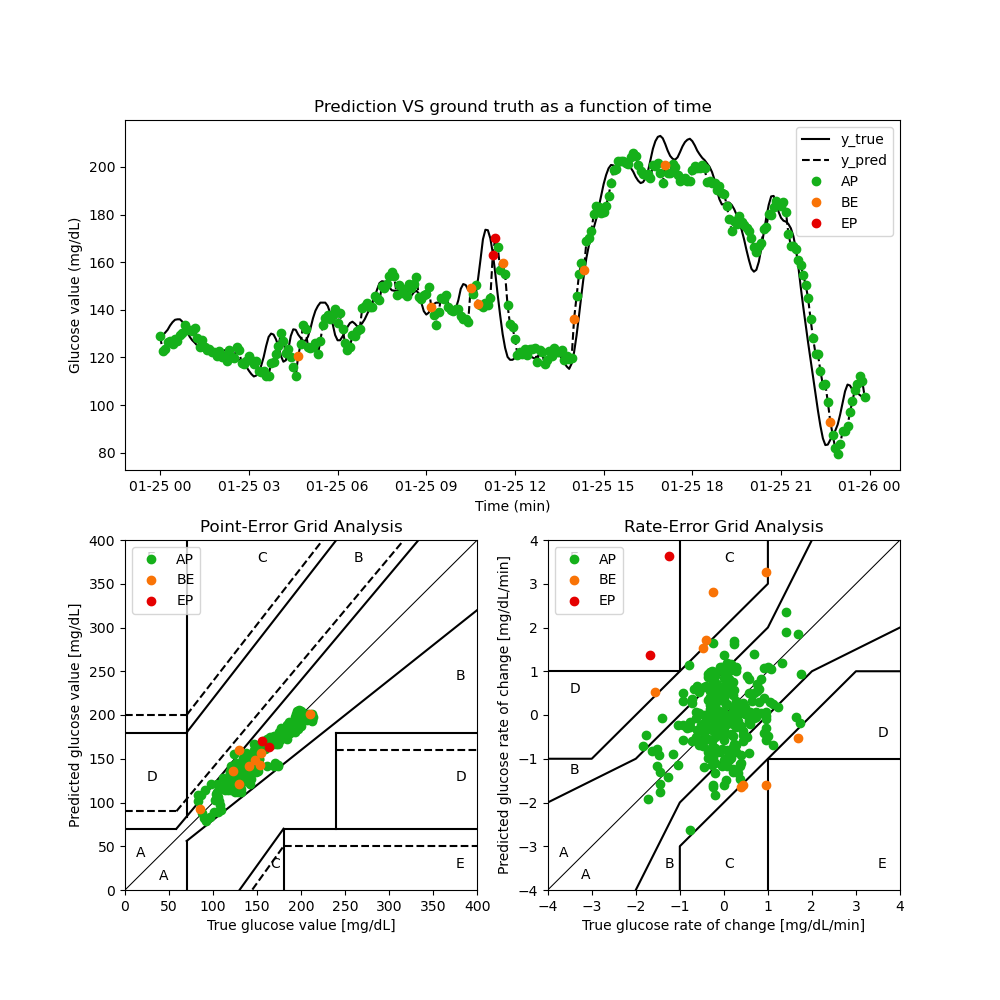 Prediction VS ground truth as a function of time
Glucose value (mg/dL)
200
180
160
140
120
100
80
y_true
y_pred
AP
BE
EP
01-25 00 01-25 03 01-25 06 01-25 09 01-25 12 01-25 15 01-25 18 01-25 21 01-26 00
Time (min)
Point-Error Grid Analysis
Predicted glucose value [mg/dL]
400
350
300
250
200
150
100
50
0
AP
BE
EP
C B
B
D D
A
A C E
0 50 100 150 200 250 300 350 400
True glucose value [mg/dL]
Rate-Error Grid Analysis
Predicted glucose rate of change [mg/dL/min]
4
3
2
1
0
−1
−2
−3
−4
AP
BE
EP
C
D
D
B
A
A B C E
−4 −3 −2 −1 0 1 2 3 4
True glucose rate of change [mg/dL/min]